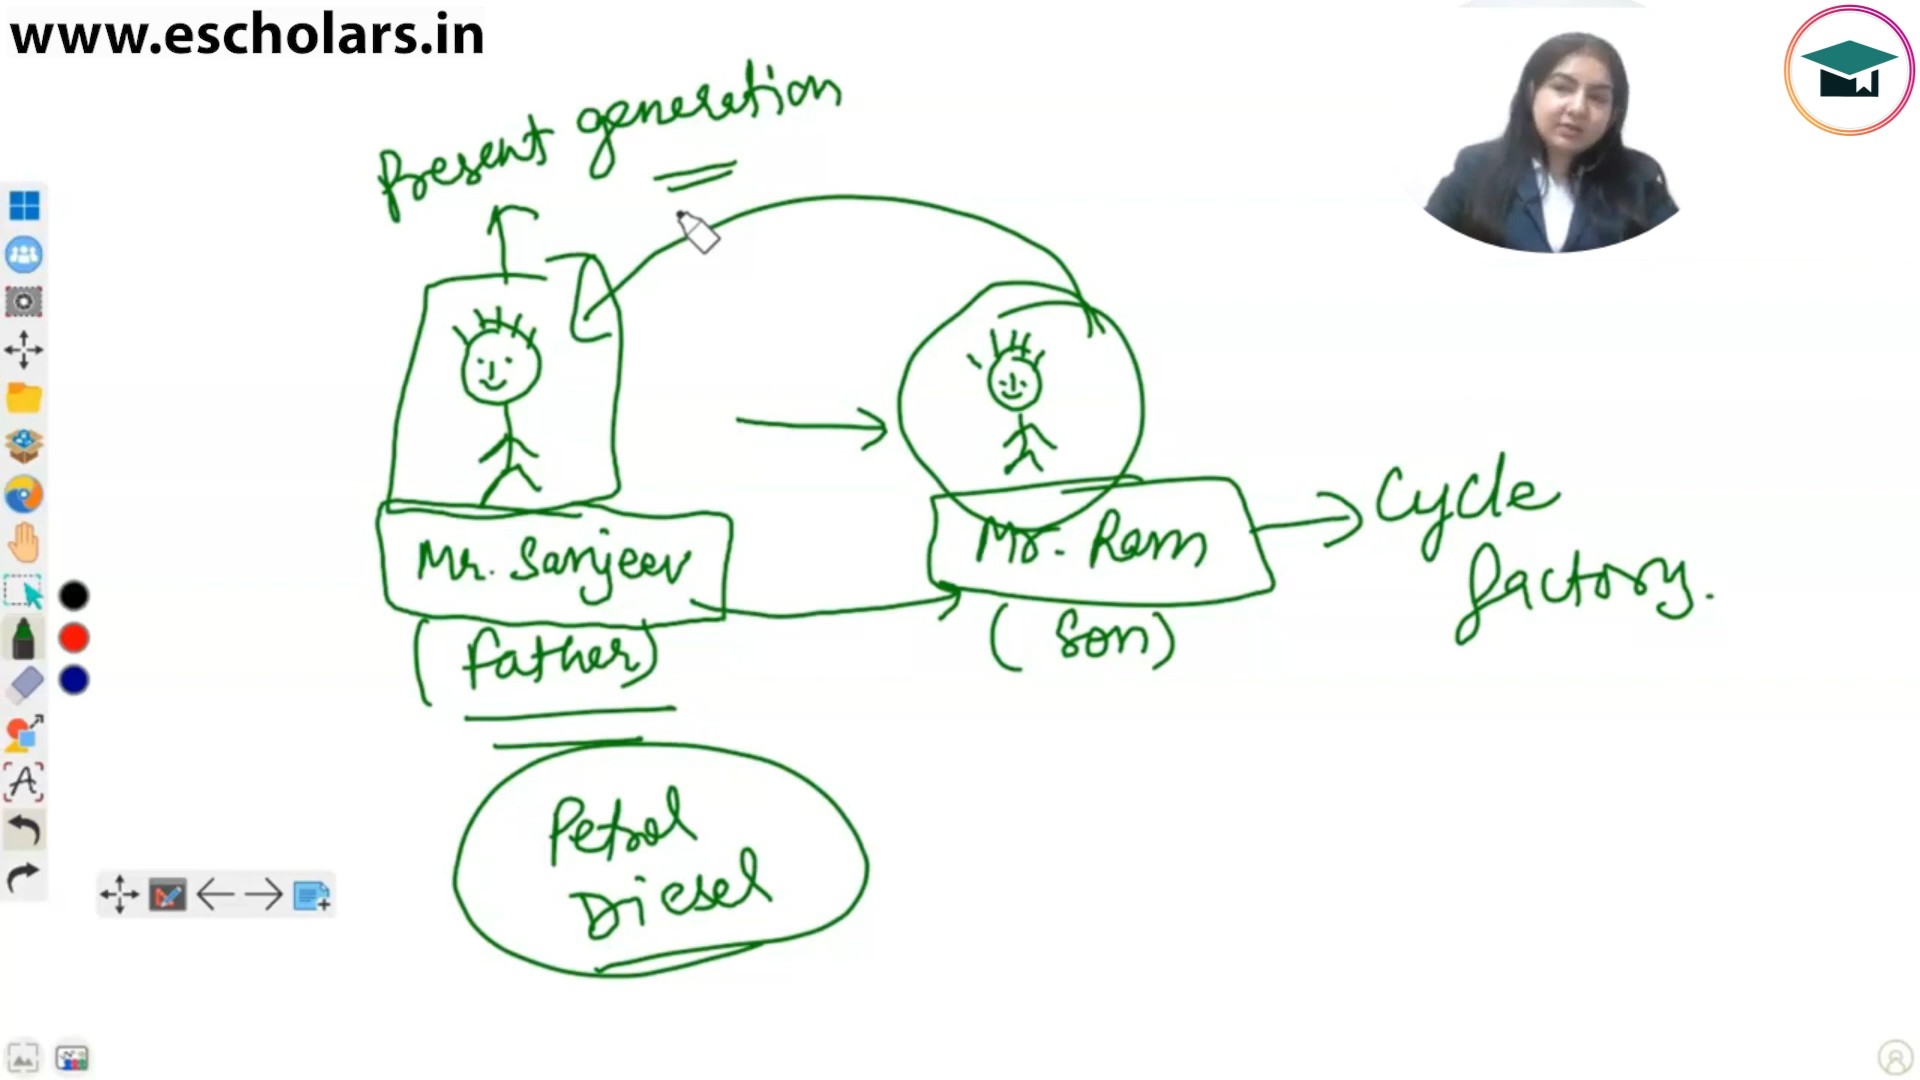 www.escholars.in
Present generation
Mr. Sanjeev
(father)
Mr. Ram
(Son)
Cycle
factory.
Petrol
Diesel